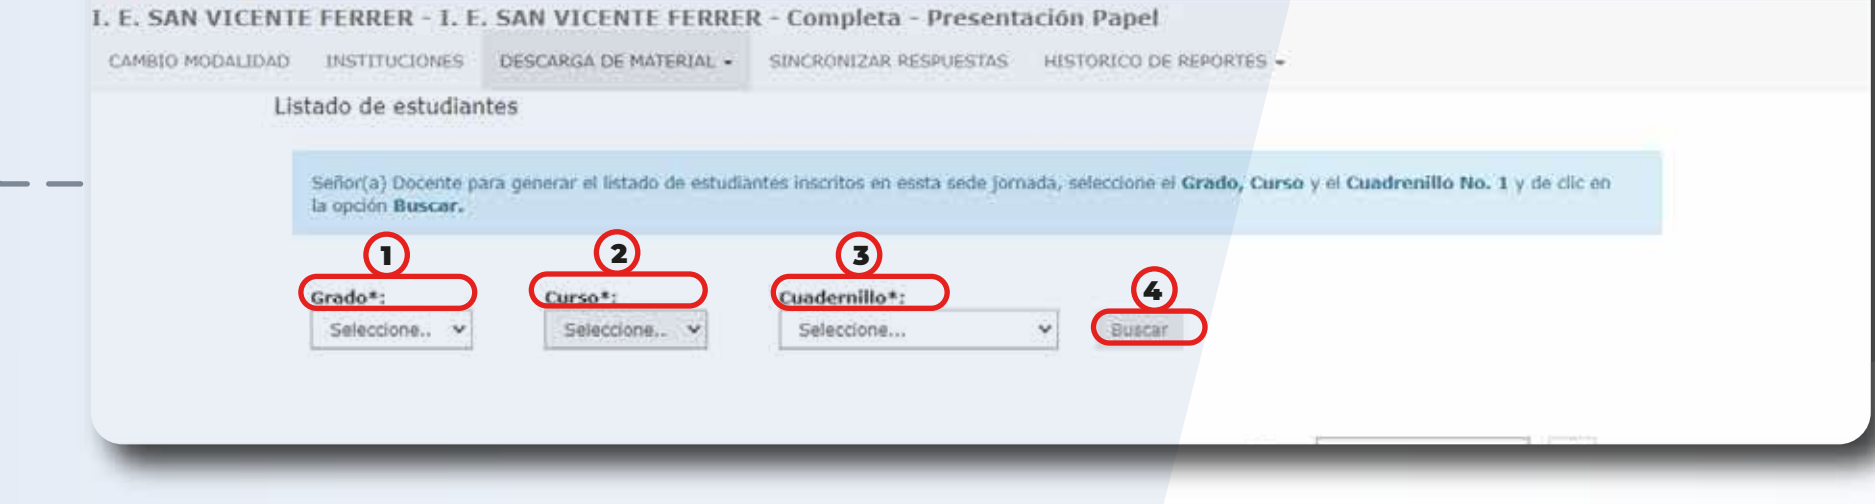 I. E. SAN VICENTE FERRER - I. E. SAN VICENTE FERRER - Completa - Presentación Papel
CAMBIO MODALIDAD INSTITUCIONES DESCARGA DE MATERIAL SINCRONIZAR RESPUESTAS HISTORICO DE REPORTES
Listado de estudiantes
Señor(a) Docente para generar el listado de estudiantes inscritos en essta sede jornada, seleccione el Grado, Curso y el Cuadrenillo No. 1 y de clic en
la opción Buscar.
1 2 3 4
Grado*: Curso*: Cuadernillo*:
Seleccione.. Seleccione... Seleccione... Buscar